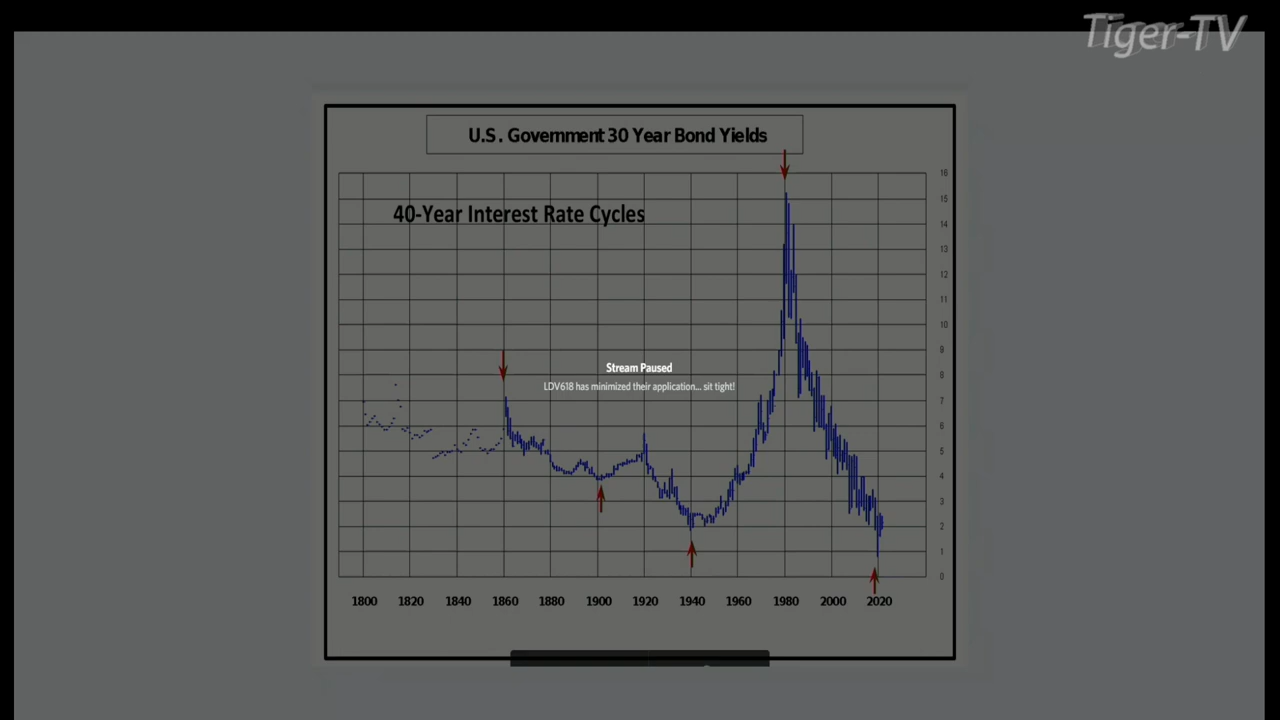 Tiger-TV
U.S. Government 30 Year Bond Yields
40-Year Interest Rate Cycles
16
15
14
13
12
11
10
9
8
7
6
5
4
3
2
1
0
Stream Paused
LDV618 has minimized their application... sit tight!
1800 1820 1840 1860 1880 1900 1920 1940 1960 1980 2000 2020